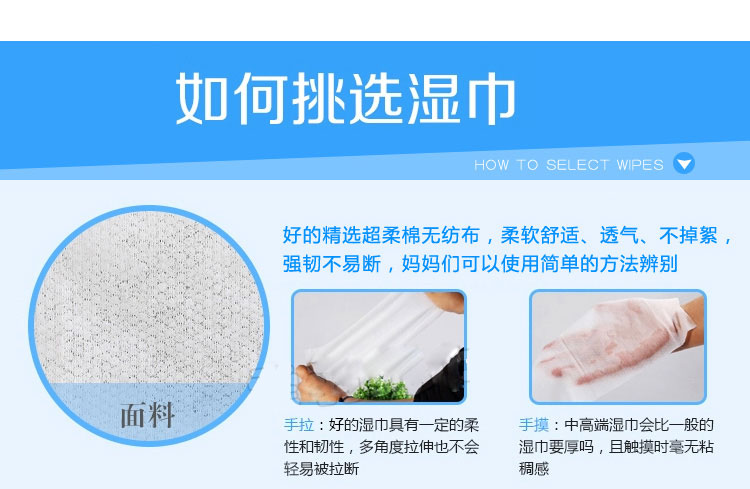 如何挑选湿巾
HOW TO SELECT WIPES
好的精选超柔棉无纺布，柔软舒适、透气、不掉絮，
强韧不易断，妈妈们可以使用简单的方法辨别
面料
手拉：好的湿巾具有一定的柔
性和韧性，多角度拉伸也不会
轻易被拉断
手摸：中高端湿巾会比一般的
湿巾要厚吗，且触摸时毫无粘
稠感